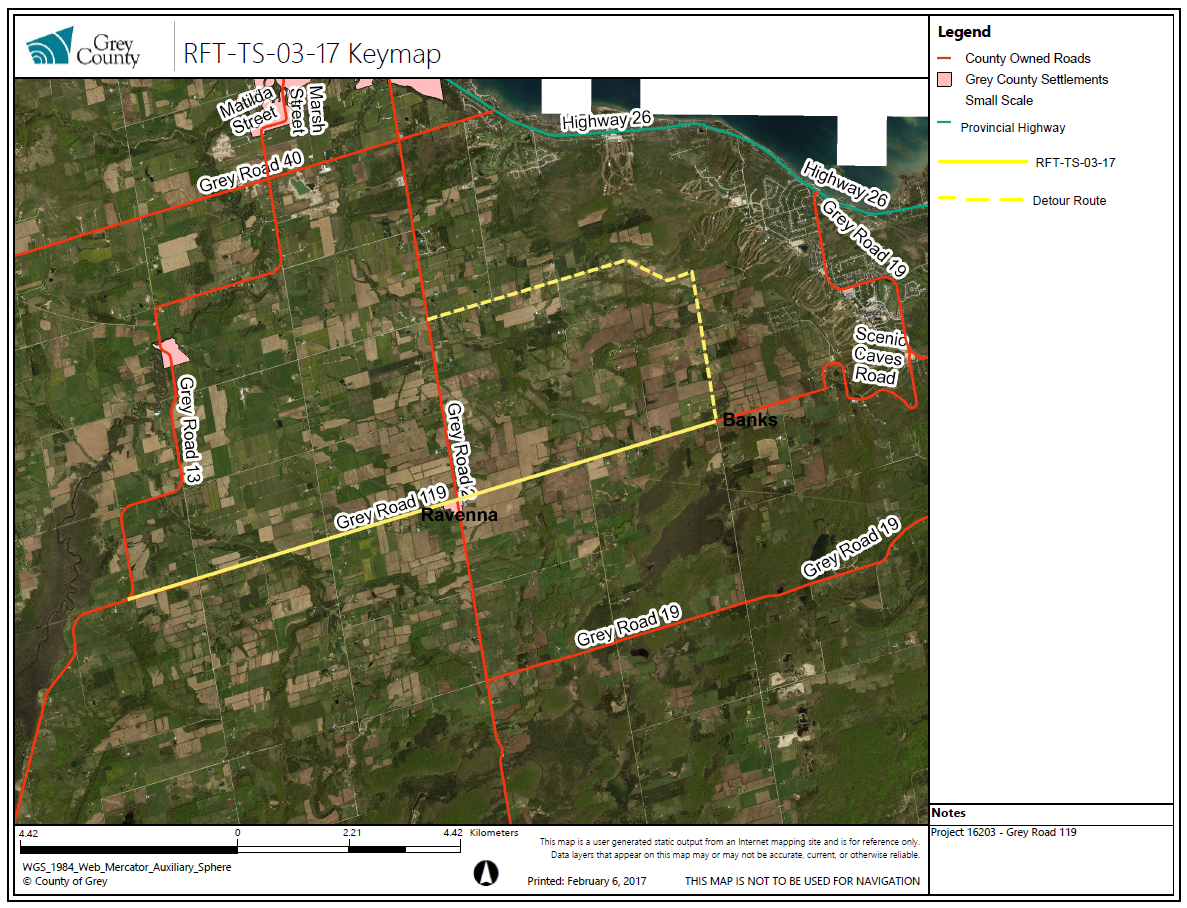 Grey
County
RFT-TS-03-17 Keymap
Legend
County Owned Roads
Grey County Settlements
Small Scale
Provincial Highway
RFT-TS-03-17
Detour Route
Matilda
Street
Marsh
Street
Highway 26
Grey Road 40
Highway 26
Grey Road 19
Scenic
Caves
Road
Grey Road 13
Grey Road 2
Banks
Grey Road 119
Ravenna
Grey Road 19
Grey Road 19
Notes
Project 16203 - Grey Road 119
4.42
0
2.21
4.42
Kilometers
WGS_1984_Web_Mercator_Auxiliary_Sphere
© County of Grey
This map is a user generated static output from an Internet mapping site and is for reference only.
Data layers that appear on this map may or may not be accurate, current, or otherwise reliable.
Printed: February 6, 2017
THIS MAP IS NOT TO BE USED FOR NAVIGATION